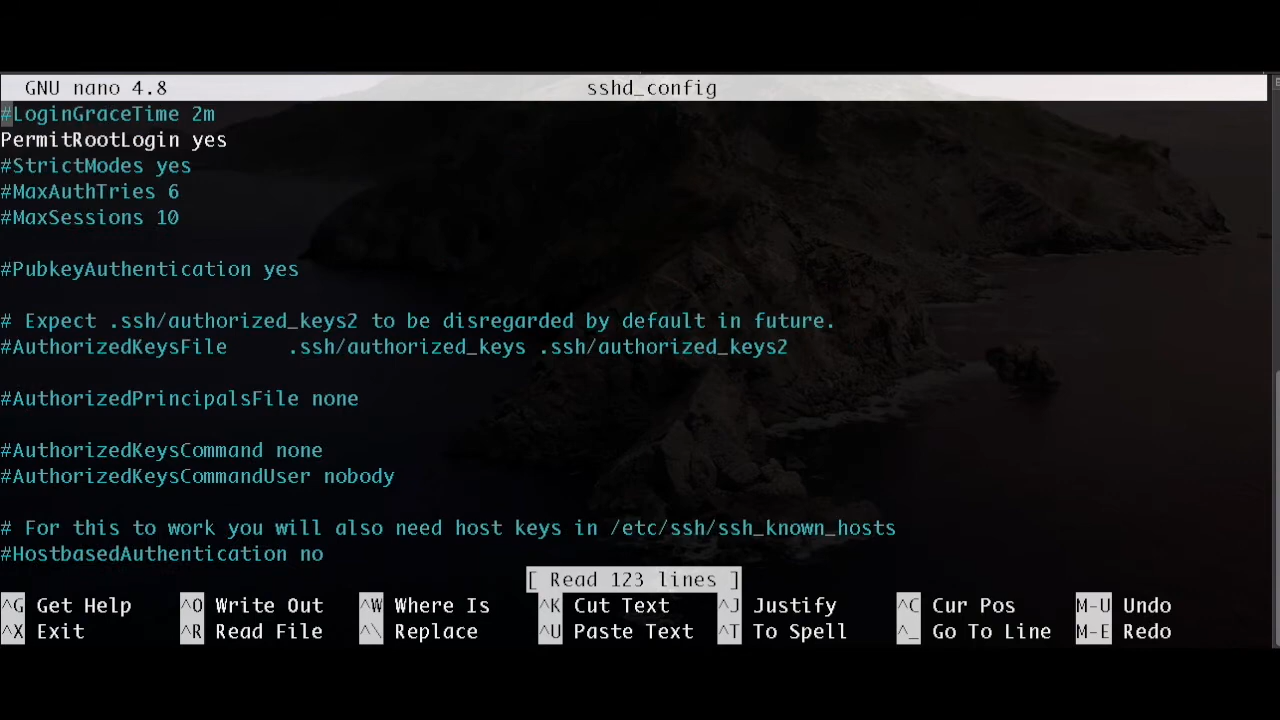 GNU nano 4.8 sshd_config
#LoginGraceTime 2m
PermitRootLogin yes
#StrictModes yes
#MaxAuthTries 6
#MaxSessions 10
#PubkeyAuthentication yes
# Expect .ssh/authorized_keys2 to be disregarded by default in future.
#AuthorizedKeysFile .ssh/authorized_keys .ssh/authorized_keys2
#AuthorizedPrincipalsFile none
#AuthorizedKeysCommand none
#AuthorizedKeysCommandUser nobody
# For this to work you will also need host keys in /etc/ssh/ssh_known_hosts
#HostbasedAuthentication no
[ Read 123 lines ]
^G Get Help ^O Write Out ^W Where Is ^K Cut Text ^J Justify ^C Cur Pos M-U Undo
^X Exit ^R Read File ^\ Replace ^U Paste Text ^T To Spell ^_ Go To Line M-E Redo